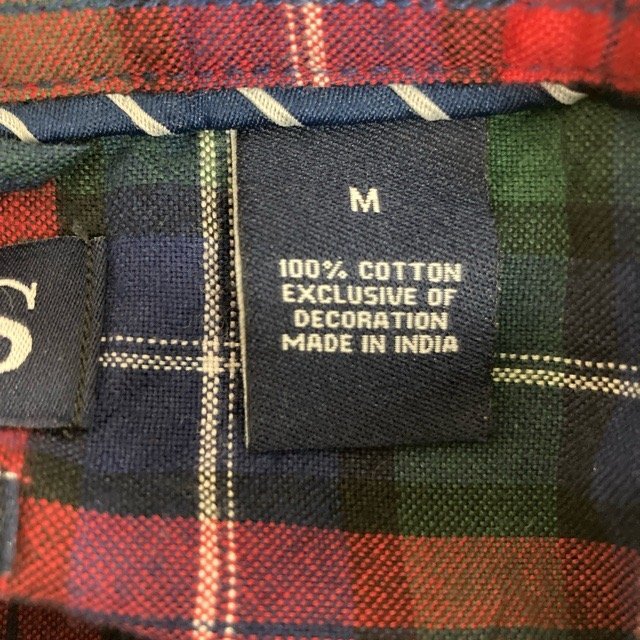 S
M
100% COTTON
EXCLUSIVE OF
DECORATION
MADE IN INDIA